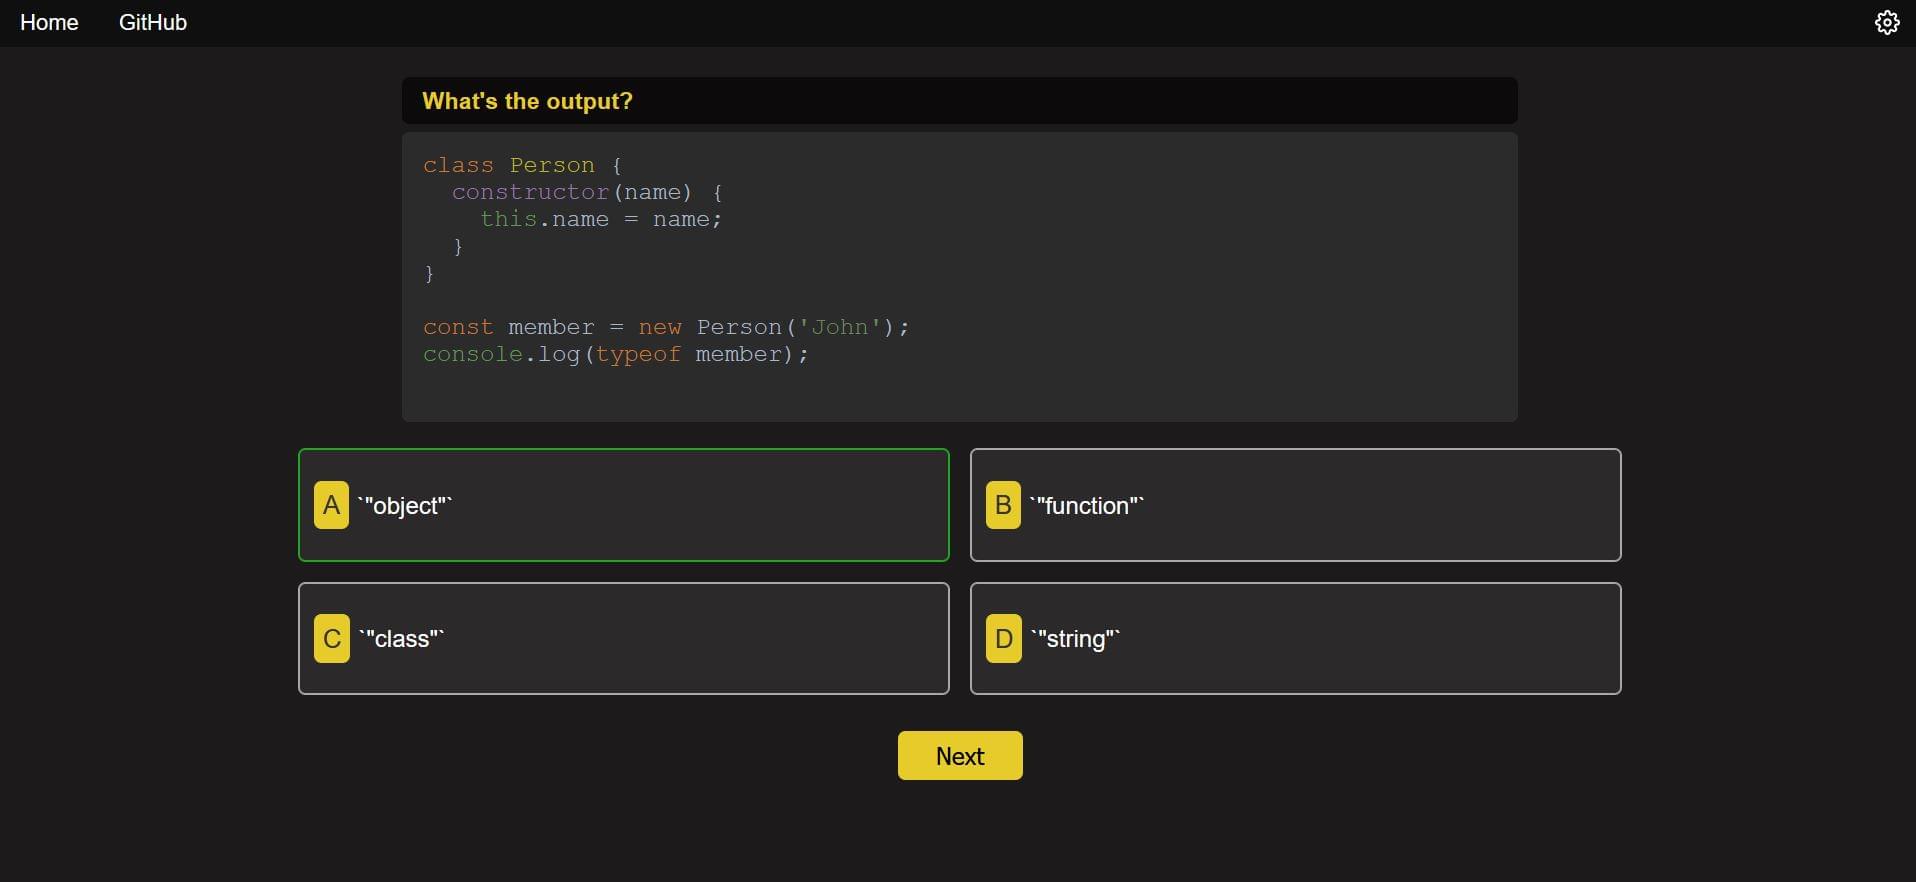 Home GitHub
What's the output?
class Person {
  constructor(name) {
    this.name = name;
  }
}
const member = new Person('John');
console.log(typeof member);
A `"object"`
B `"function"`
C `"class"`
D `"string"`
Next